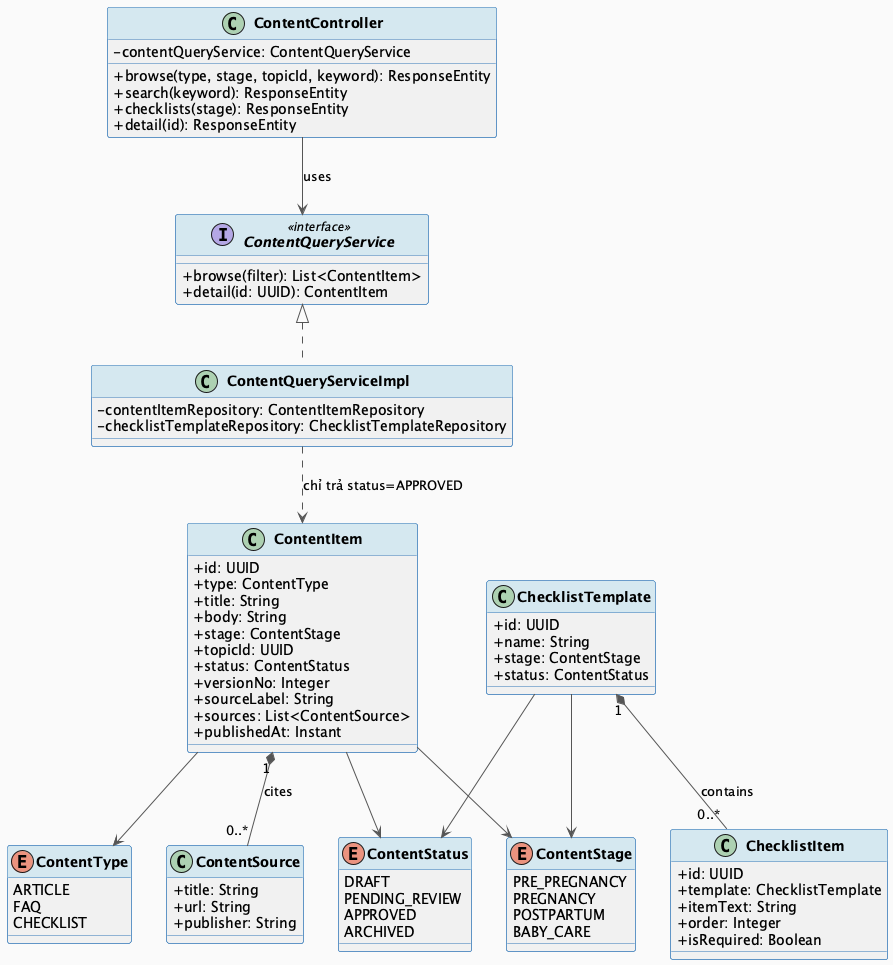 C ContentController
-contentQueryService: ContentQueryService
+browse(type, stage, topicId, keyword): ResponseEntity
+search(keyword): ResponseEntity
+checklists(stage): ResponseEntity
+detail(id): ResponseEntity
uses
I «interface»
ContentQueryService
+browse(filter): List<ContentItem>
+detail(id: UUID): ContentItem
C ContentQueryServiceImpl
-contentItemRepository: ContentItemRepository
-checklistTemplateRepository: ChecklistTemplateRepository
chỉ trả status=APPROVED
C ContentItem
+id: UUID
+type: ContentType
+title: String
+body: String
+stage: ContentStage
+topicId: UUID
+status: ContentStatus
+versionNo: Integer
+sourceLabel: String
+sources: List<ContentSource>
+publishedAt: Instant
C ChecklistTemplate
+id: UUID
+name: String
+stage: ContentStage
+status: ContentStatus
1
cites
0..*
1
contains
0..*
E ContentType
ARTICLE
FAQ
CHECKLIST
C ContentSource
+title: String
+url: String
+publisher: String
E ContentStatus
DRAFT
PENDING_REVIEW
APPROVED
ARCHIVED
E ContentStage
PRE_PREGNANCY
PREGNANCY
POSTPARTUM
BABY_CARE
C ChecklistItem
+id: UUID
+template: ChecklistTemplate
+itemText: String
+order: Integer
+isRequired: Boolean